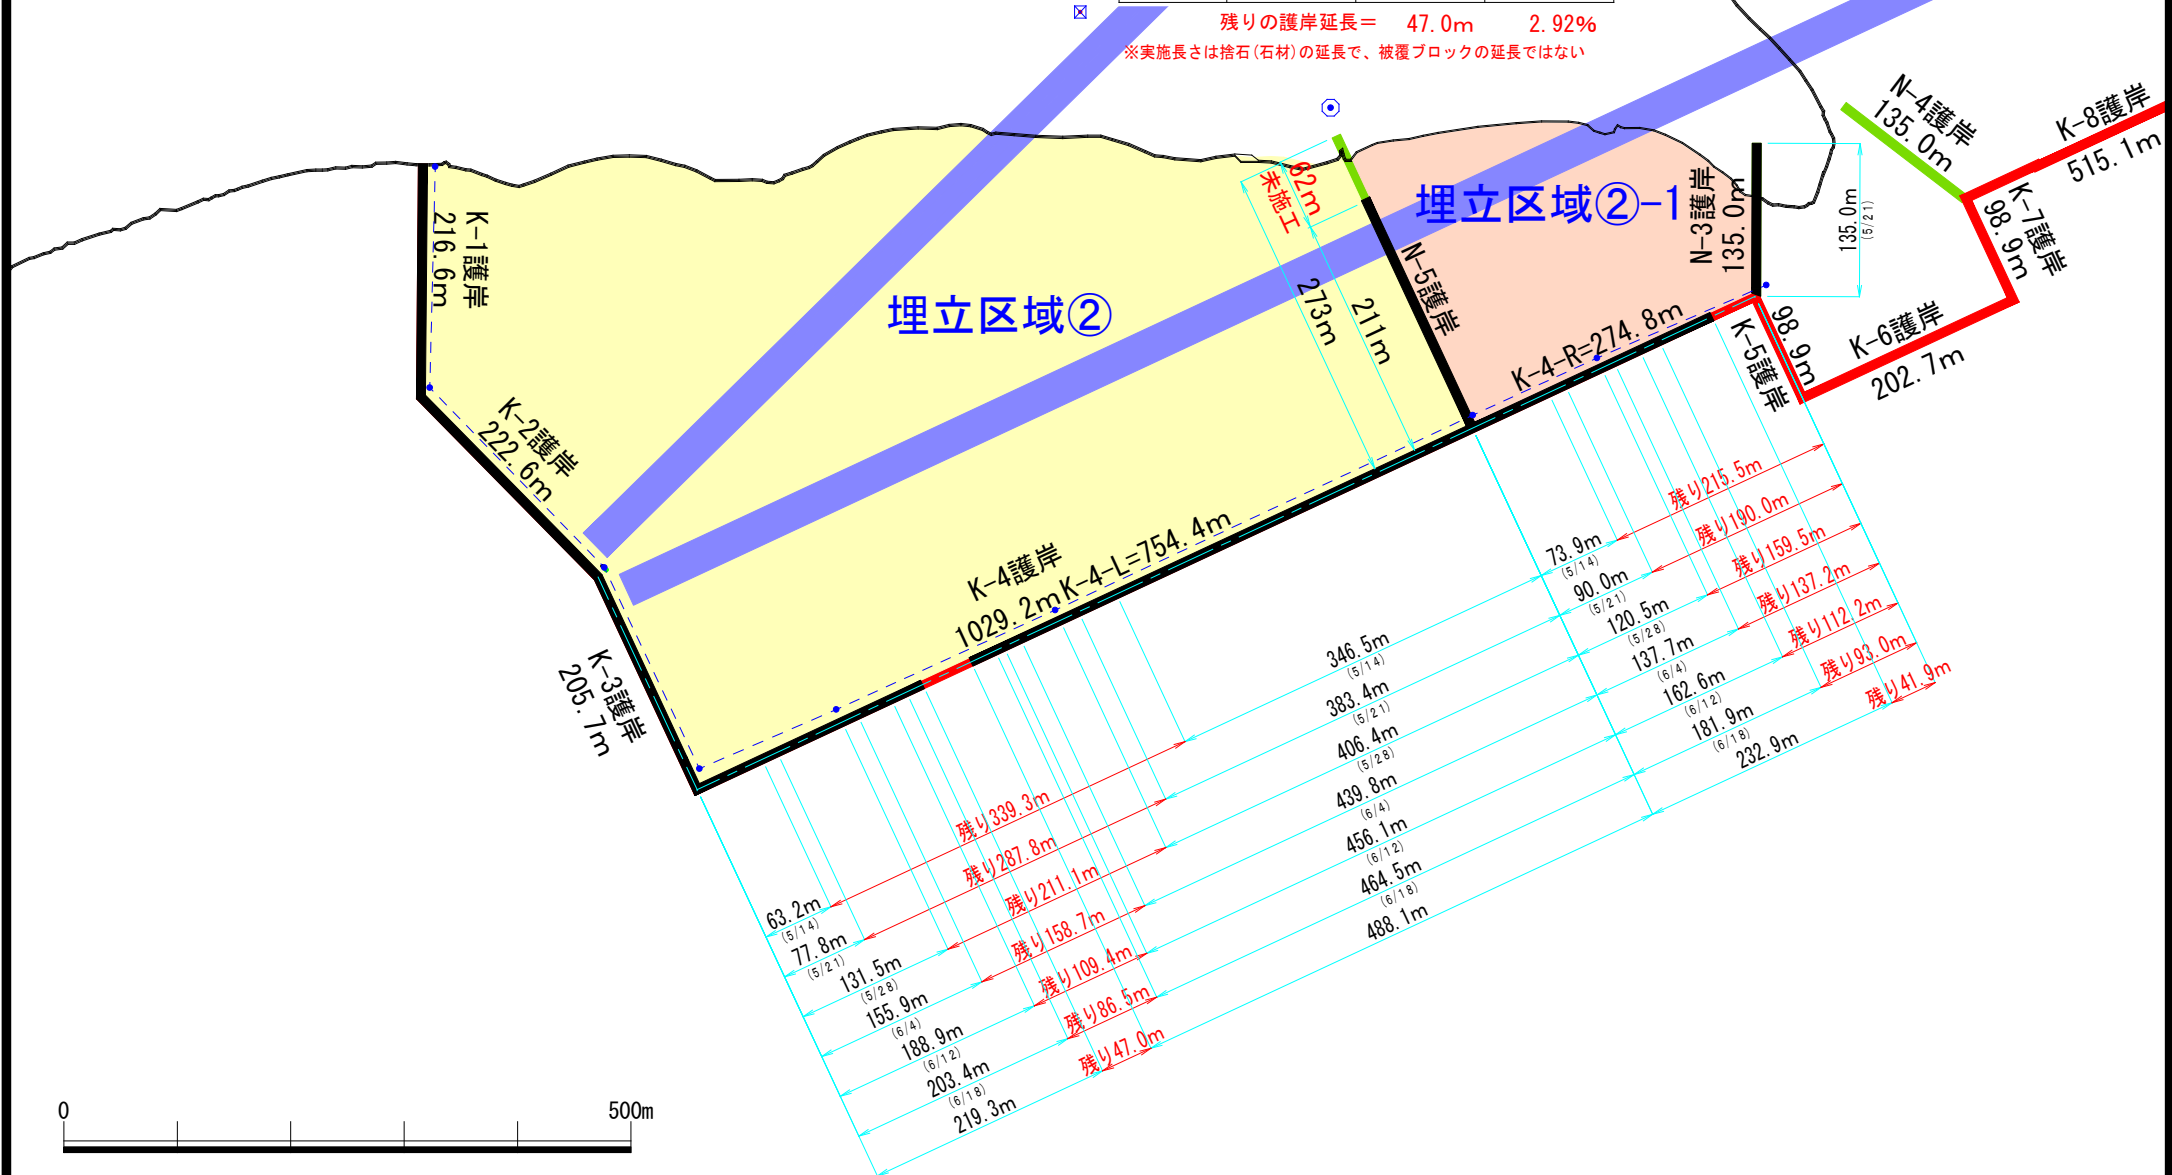 残りの護岸延長＝ 47.0m 2.92%
※実施長さは捨石(石材)の延長で、被覆ブロックの延長ではない
N-4護岸
135.0m
K-8護岸
515.1m
K-7護岸
98.9m
K-6護岸
202.7m
K-5護岸
98.9m
N-3護岸
135.0m
135.0m
(5/21)
埋立区域②-1
62m
未施工
N-5護岸
211m
273m
K-4-R=274.8m
埋立区域②
K-1護岸
216.6m
K-2護岸
222.6m
K-3護岸
205.7m
K-4護岸
1029.2m
K-4-L=754.4m
63.2m
(5/14)
残り339.3m
346.5m
(5/14)
73.9m
(5/14)
残り215.5m
77.8m
(5/21)
残り287.8m
383.4m
(5/21)
90.0m
(5/21)
残り190.0m
131.5m
(5/28)
残り211.1m
406.4m
(5/28)
120.5m
(5/28)
残り159.5m
155.9m
(6/4)
残り158.7m
439.8m
(6/4)
137.7m
(6/4)
残り137.2m
188.9m
(6/12)
残り109.4m
456.1m
(6/12)
162.6m
(6/12)
残り112.2m
203.4m
(6/18)
残り86.5m
464.5m
(6/18)
181.9m
(6/18)
残り93.0m
219.3m
残り47.0m
488.1m
232.9m
残り41.9m
0
500m